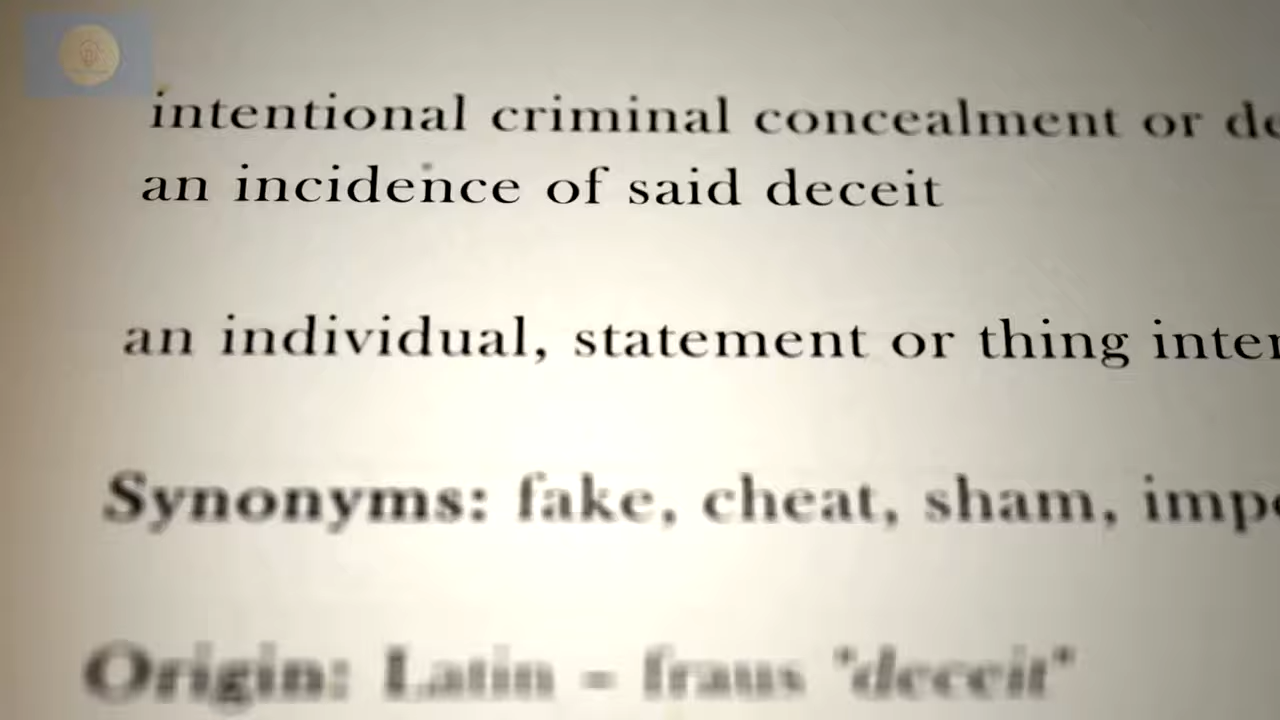 intentional criminal concealment or
an incidence of said deceit
an individual, statement or thing
Synonyms: fake, cheat, sham,
Origin: Latin - fraus "deceit"